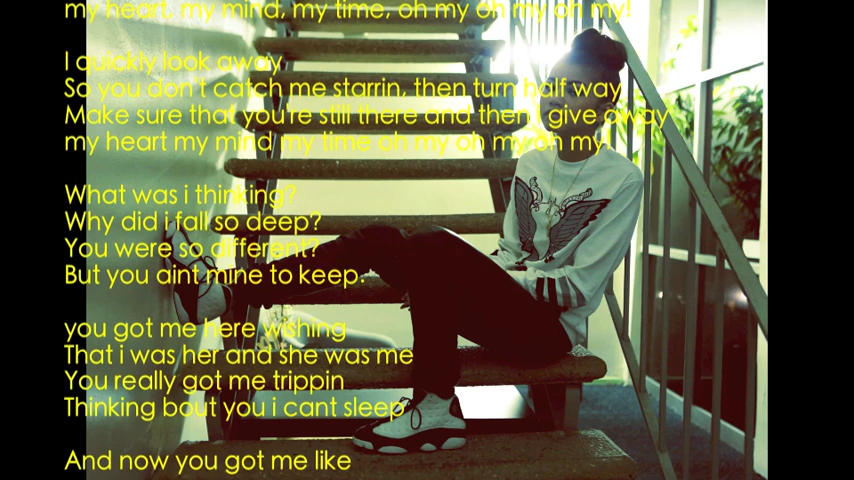 my heart, my mind, my time, oh my oh my oh my!
I quickly look away
So you don't catch me starrin, then turn half way
Make sure that you're still there and then i give away
my heart my mind my time oh my oh my oh my!
What was i thinking?
Why did i fall so deep?
You were so different?
But you aint mine to keep.
you got me here wishing
That i was her and she was me
You really got me trippin
Thinking bout you i cant sleep
And now you got me like